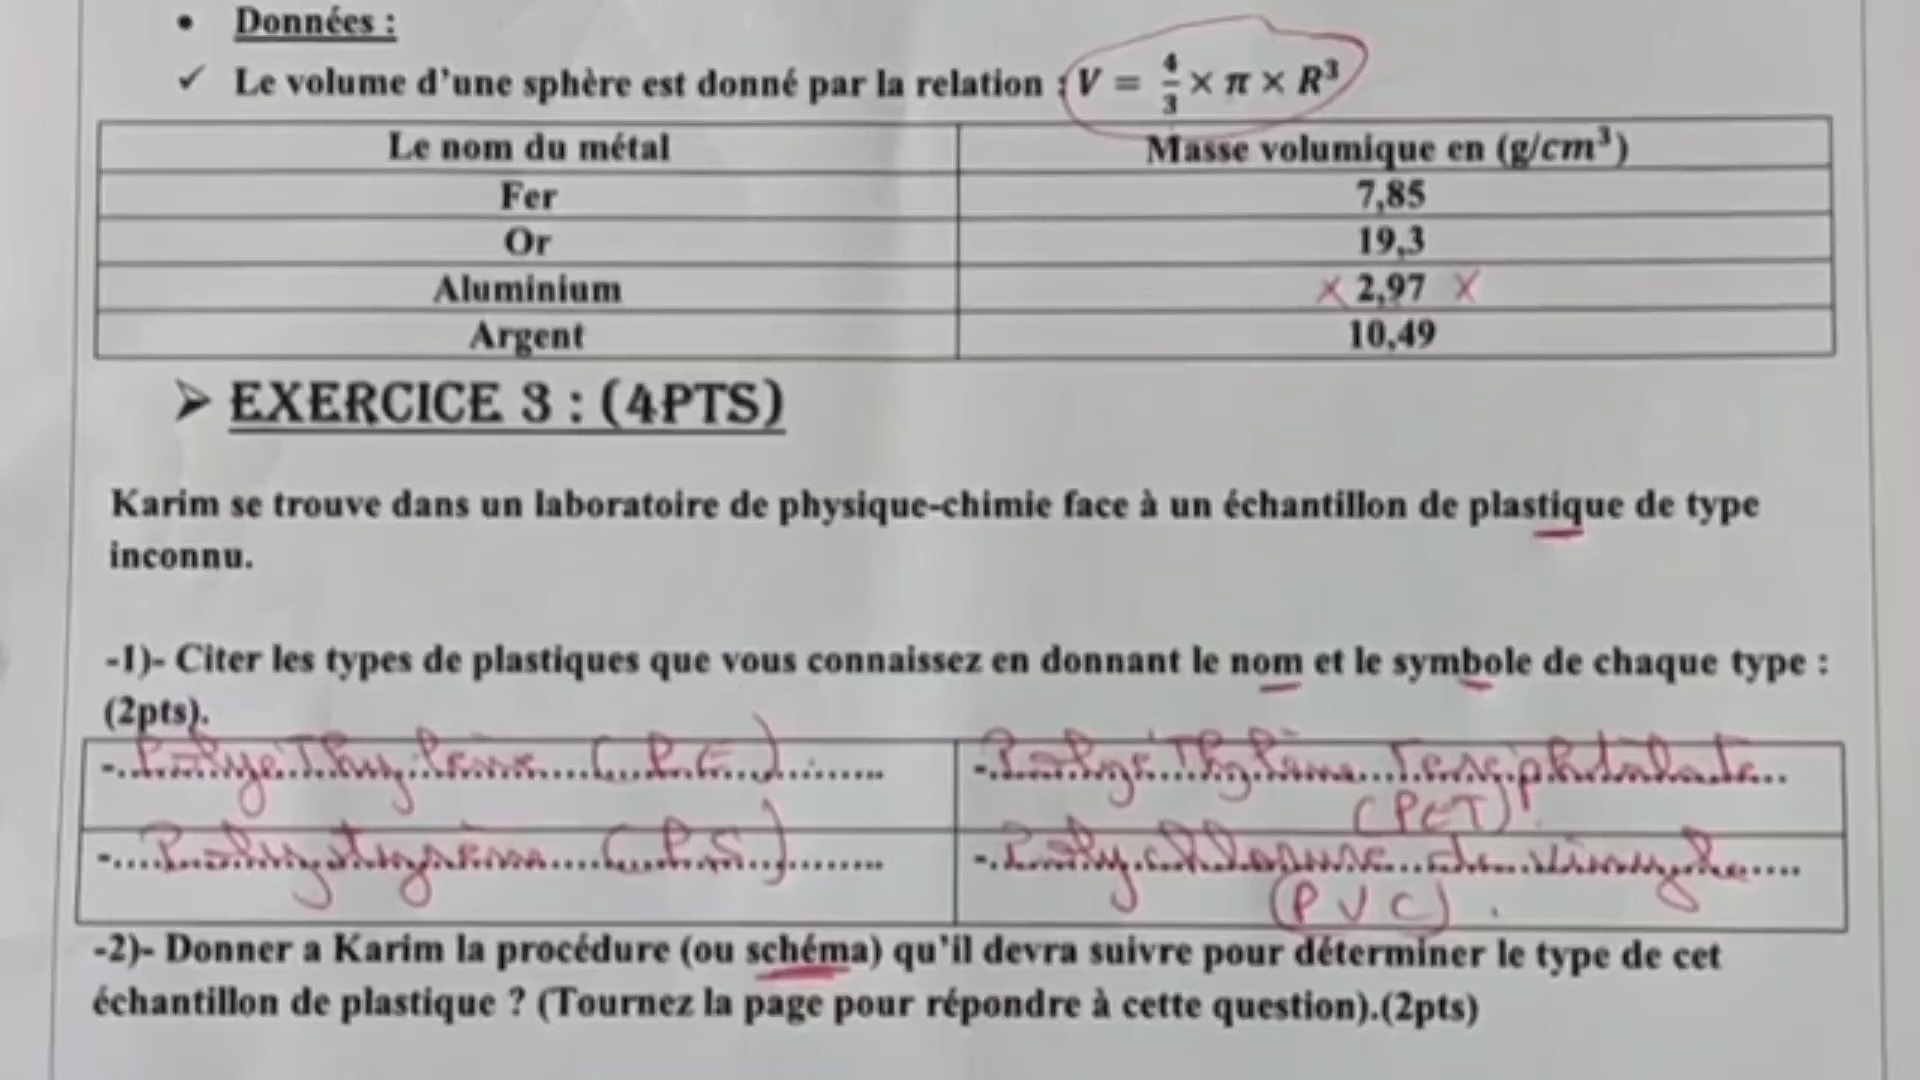 • Données :
✓ Le volume d'une sphère est donné par la relation : V = 4/3 × π × R³
Le nom du métal Masse volumique en (g/cm³)
Fer 7,85
Or 19,3
Aluminium × 2,97 ×
Argent 10,49
➢ EXERCICE 3 : (4PTS)
Karim se trouve dans un laboratoire de physique-chimie face à un échantillon de plastique de type
inconnu.
-1)- Citer les types de plastiques que vous connaissez en donnant le nom et le symbole de chaque type :
(2pts).
-Polyéthylène (PE) -Polyéthylène Teréphtalate
(PET)
-Polystyrène (PS) -Polychlorure de vinyle
(PVC).
-2)- Donner a Karim la procédure (ou schéma) qu'il devra suivre pour déterminer le type de cet
échantillon de plastique ? (Tournez la page pour répondre à cette question).(2pts)